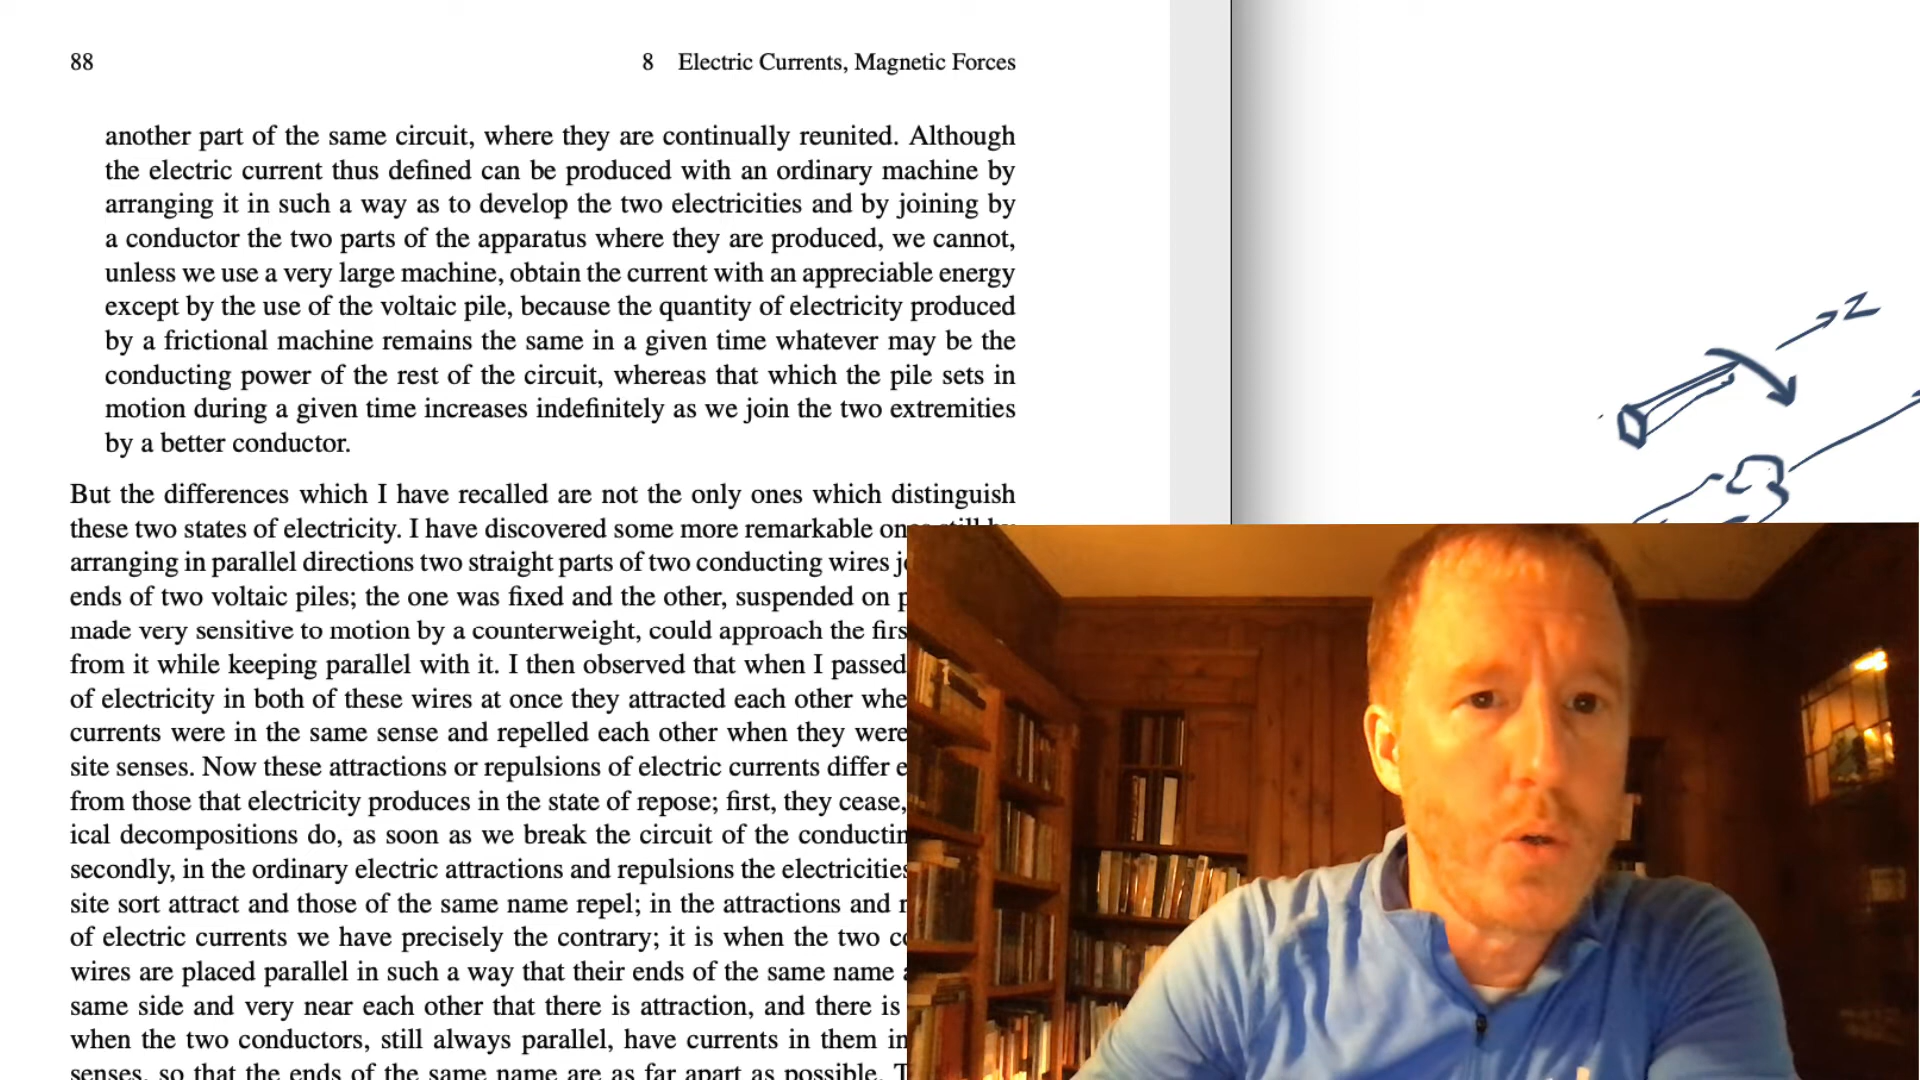 88
8 Electric Currents, Magnetic Forces
another part of the same circuit, where they are continually reunited. Although
the electric current thus defined can be produced with an ordinary machine by
arranging it in such a way as to develop the two electricities and by joining by
a conductor the two parts of the apparatus where they are produced, we cannot,
unless we use a very large machine, obtain the current with an appreciable energy
except by the use of the voltaic pile, because the quantity of electricity produced
by a frictional machine remains the same in a given time whatever may be the
conducting power of the rest of the circuit, whereas that which the pile sets in
motion during a given time increases indefinitely as we join the two extremities
by a better conductor.
But the differences which I have recalled are not the only ones which distinguish
these two states of electricity. I have discovered some more remarkable
arranging in parallel directions two straight parts of two conducting wires
ends of two voltaic piles; the one was fixed and the other, suspended on
made very sensitive to motion by a counterweight, could approach the
from it while keeping parallel with it. I then observed that when I passed
of electricity in both of these wires at once they attracted each other
currents were in the same sense and repelled each other when they were
site senses. Now these attractions or repulsions of electric currents differ
from those that electricity produces in the state of repose; first, they cease,
ical decompositions do, as soon as we break the circuit of the
secondly, in the ordinary electric attractions and repulsions the
site sort attract and those of the same name repel; in the attractions and
of electric currents we have precisely the contrary; it is when the two
wires are placed parallel in such a way that their ends of the same name
same side and very near each other that there is attraction, and there is
when the two conductors, still always parallel, have currents in them
senses, so that the ends of the same name are as far apart as possible.
Z